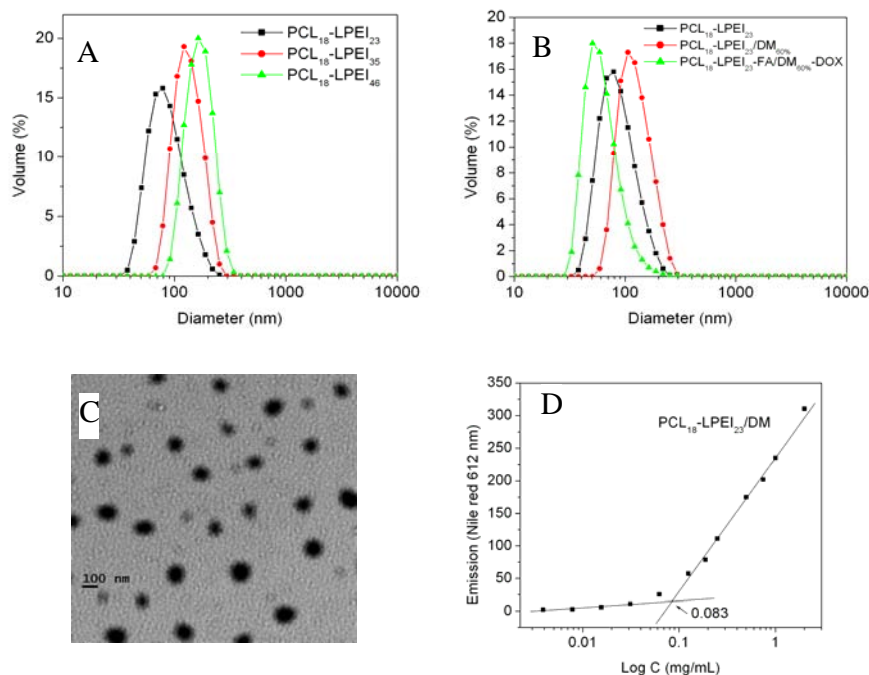 A
PCL₁₈-LPEI₂₃
PCL₁₈-LPEI₃₅
PCL₁₈-LPEI₄₆
Volume (%)
20
15
10
5
0
10 100 1000 10000
Diameter (nm)
B
PCL₁₈-LPEI₂₃
PCL₁₈-LPEI₂₃/DM₆₀%
PCL₁₈-LPEI₂₃-FA/DM₆₀%-DOX
Volume (%)
20
18
16
14
12
10
8
6
4
2
0
10 100 1000 10000
Diameter (nm)
C
100 nm
D
PCL₁₈-LPEI₂₃/DM
Emission (Nile red 612 nm)
350
300
250
200
150
100
50
0
0.083
0.01 0.1 1
Log C (mg/mL)